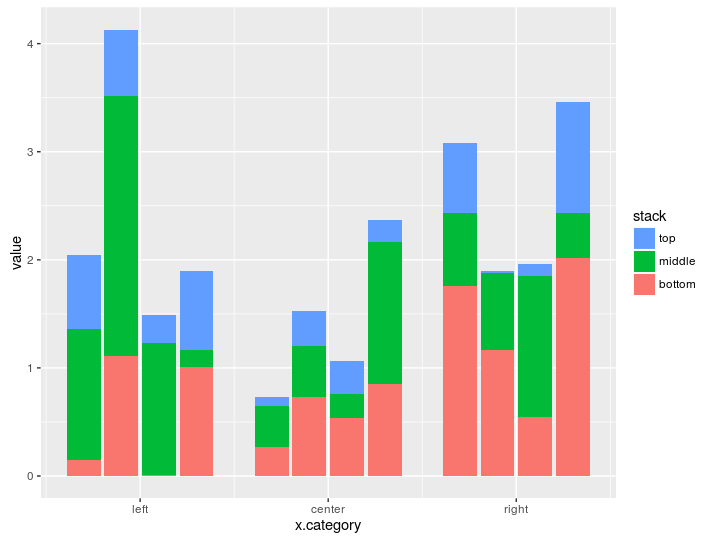 4
3
2
1
0
value
left center right
x.category
stack
top
middle
bottom